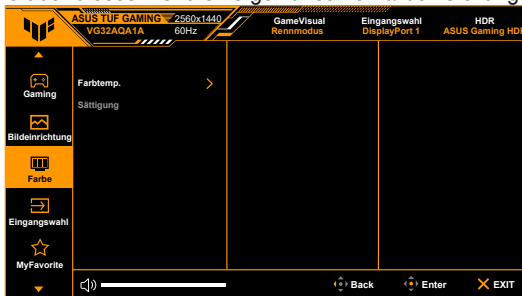 ASUS TUF GAMING
VG32AQA1A
2560x1440
60Hz
GameVisual
Rennmodus
Eingangswahl
DisplayPort 1
HDR
ASUS Gaming HDR
Gaming
Bildeinrichtung
Farbe
Eingangswahl
MyFavorite
Farbtemp.
Sättigung
Back
Enter
EXIT